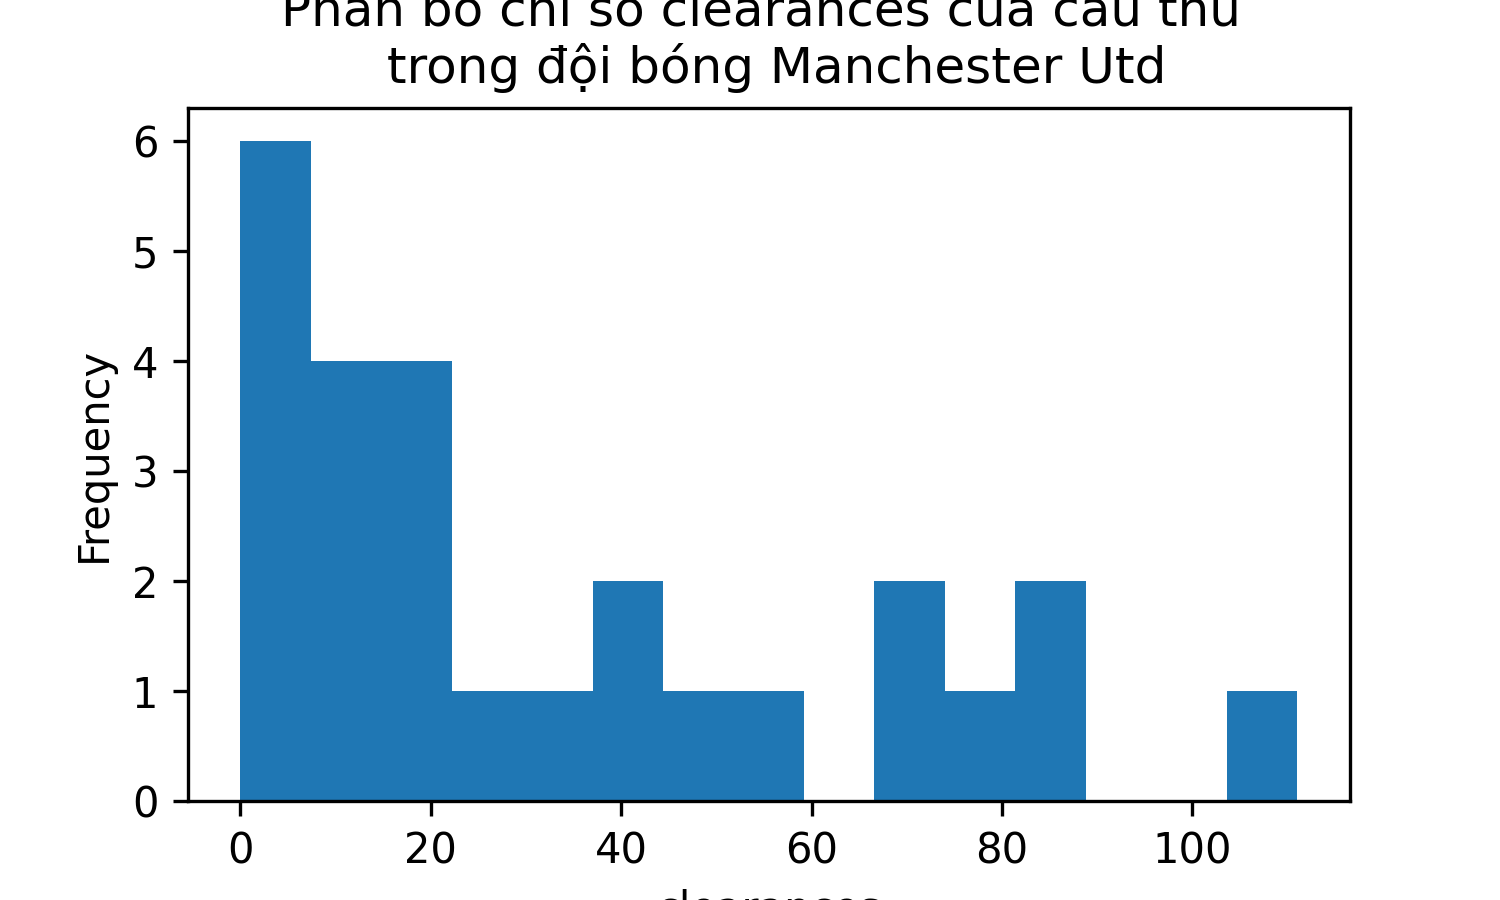 Phân bố chỉ số clearances của cầu thủ
trong đội bóng Manchester Utd
6
5
4
3
2
1
0
Frequency
0 20 40 60 80 100
clearances